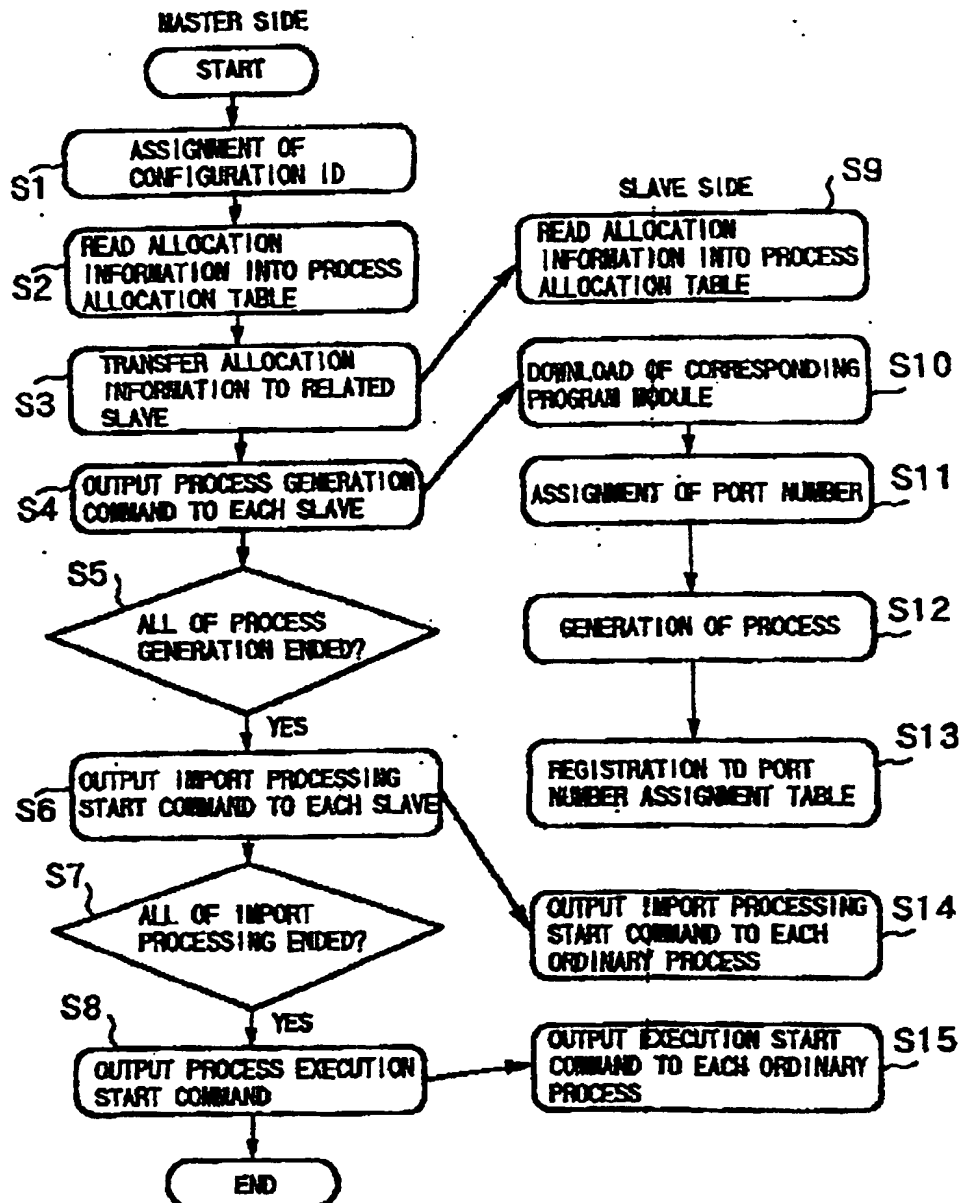 MASTER SIDE
START
S1
ASSIGNMENT OF
CONFIGURATION ID
S2
READ ALLOCATION
INFORMATION INTO PROCESS
ALLOCATION TABLE
S3
TRANSFER ALLOCATION
INFORMATION TO RELATED
SLAVE
S4
OUTPUT PROCESS GENERATION
COMMAND TO EACH SLAVE
S5
ALL OF PROCESS
GENERATION ENDED?
YES
S6
OUTPUT IMPORT PROCESSING
START COMMAND TO EACH SLAVE
S7
ALL OF IMPORT
PROCESSING ENDED?
YES
S8
OUTPUT PROCESS EXECUTION
START COMMAND
END
SLAVE SIDE
S9
READ ALLOCATION
INFORMATION INTO PROCESS
ALLOCATION TABLE
S10
DOWNLOAD OF CORRESPONDING
PROGRAM MODULE
S11
ASSIGNMENT OF PORT NUMBER
S12
GENERATION OF PROCESS
S13
REGISTRATION TO PORT
NUMBER ASSIGNMENT TABLE
S14
OUTPUT IMPORT PROCESSING
START COMMAND TO EACH
ORDINARY PROCESS
S15
OUTPUT EXECUTION START
COMMAND TO EACH ORDINARY
PROCESS